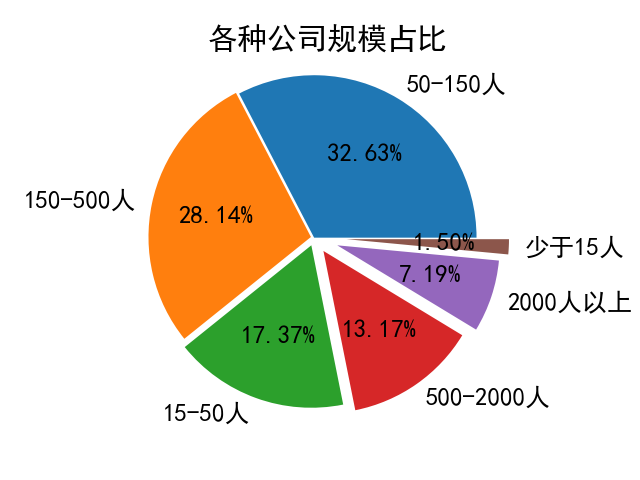 各种公司规模占比
50-150人
32.63%
150-500人
28.14%
1.50%
少于15人
7.19%
2000人以上
17.37%
13.17%
500-2000人
15-50人